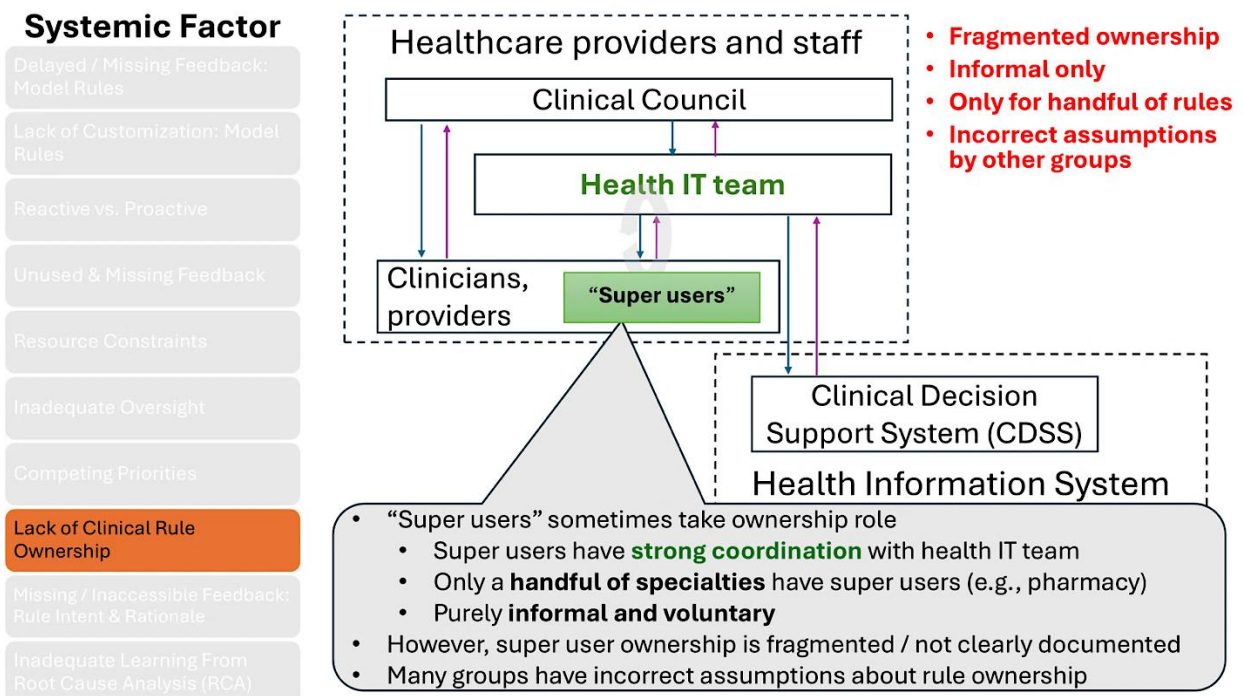 Systemic Factor
Delayed / Missing Feedback:
Model Rules
Lack of Customization: Model
Rules
Reactive vs. Proactive
Unused & Missing Feedback
Resource Constraints
Inadequate Oversight
Competing Priorities
Lack of Clinical Rule
Ownership
Missing / Inaccessible Feedback:
Rule Intent & Rationale
Inadequate Learning From
Root Cause Analysis (RCA)
Healthcare providers and staff
Clinical Council
Health IT team
Clinicians,
providers
“Super users”
Clinical Decision
Support System (CDSS)
Health Information System
• Fragmented ownership
• Informal only
• Only for handful of rules
• Incorrect assumptions
by other groups
• “Super users” sometimes take ownership role
• Super users have strong coordination with health IT team
• Only a handful of specialties have super users (e.g., pharmacy)
• Purely informal and voluntary
• However, super user ownership is fragmented / not clearly documented
• Many groups have incorrect assumptions about rule ownership